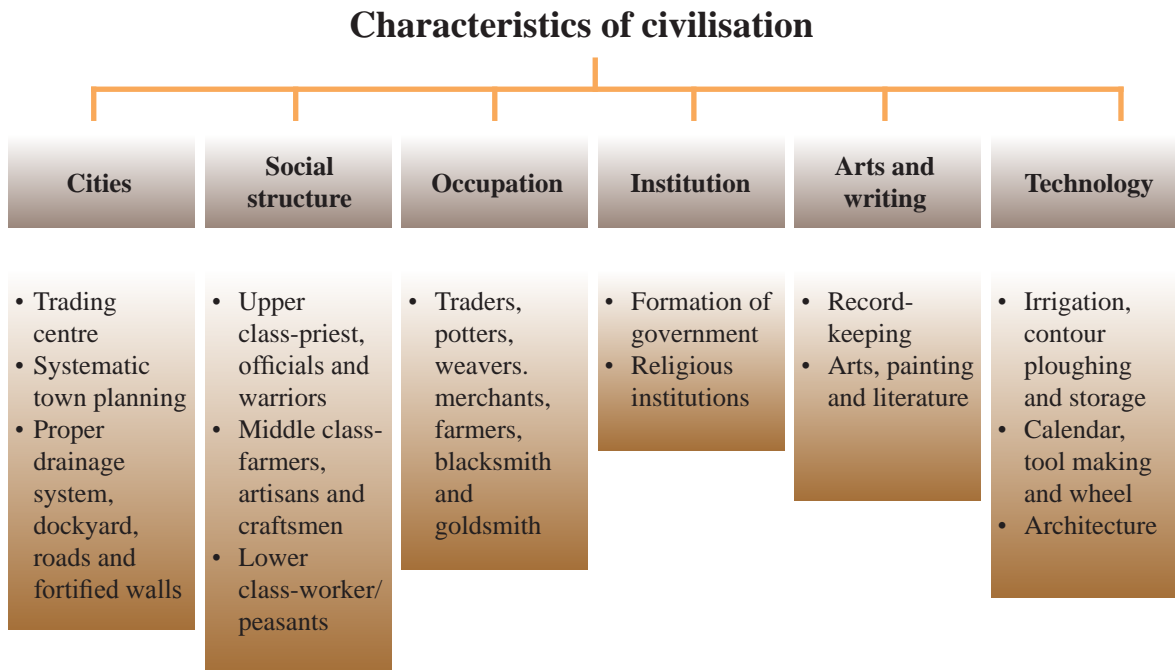 Characteristics of civilisation
Cities
Social
structure
Occupation
Institution
Arts and
writing
Technology
• Trading
centre
• Systematic
town planning
• Proper
drainage
system,
dockyard,
roads and
fortified walls
• Upper
class-priest,
officials and
warriors
• Middle class-
farmers,
artisans and
craftsmen
• Lower
class-worker/
peasants
• Traders,
potters,
weavers.
merchants,
farmers,
blacksmith
and
goldsmith
• Formation of
government
• Religious
institutions
• Record-
keeping
• Arts, painting
and literature
• Irrigation,
contour
ploughing
and storage
• Calendar,
tool making
and wheel
• Architecture